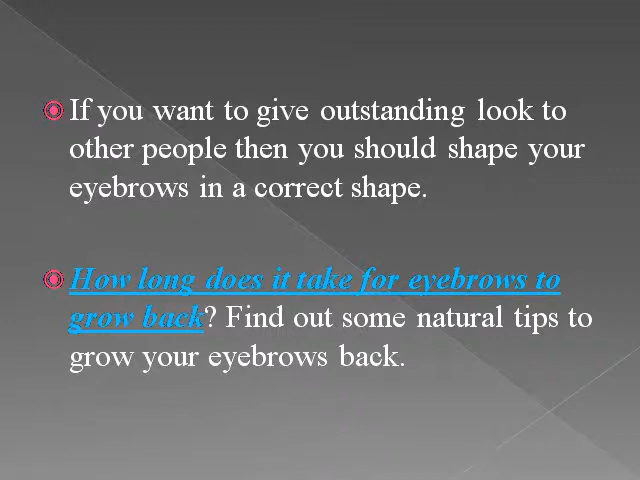 If you want to give outstanding look to
other people then you should shape your
eyebrows in a correct shape.
How long does it take for eyebrows to
grow back? Find out some natural tips to
grow your eyebrows back.